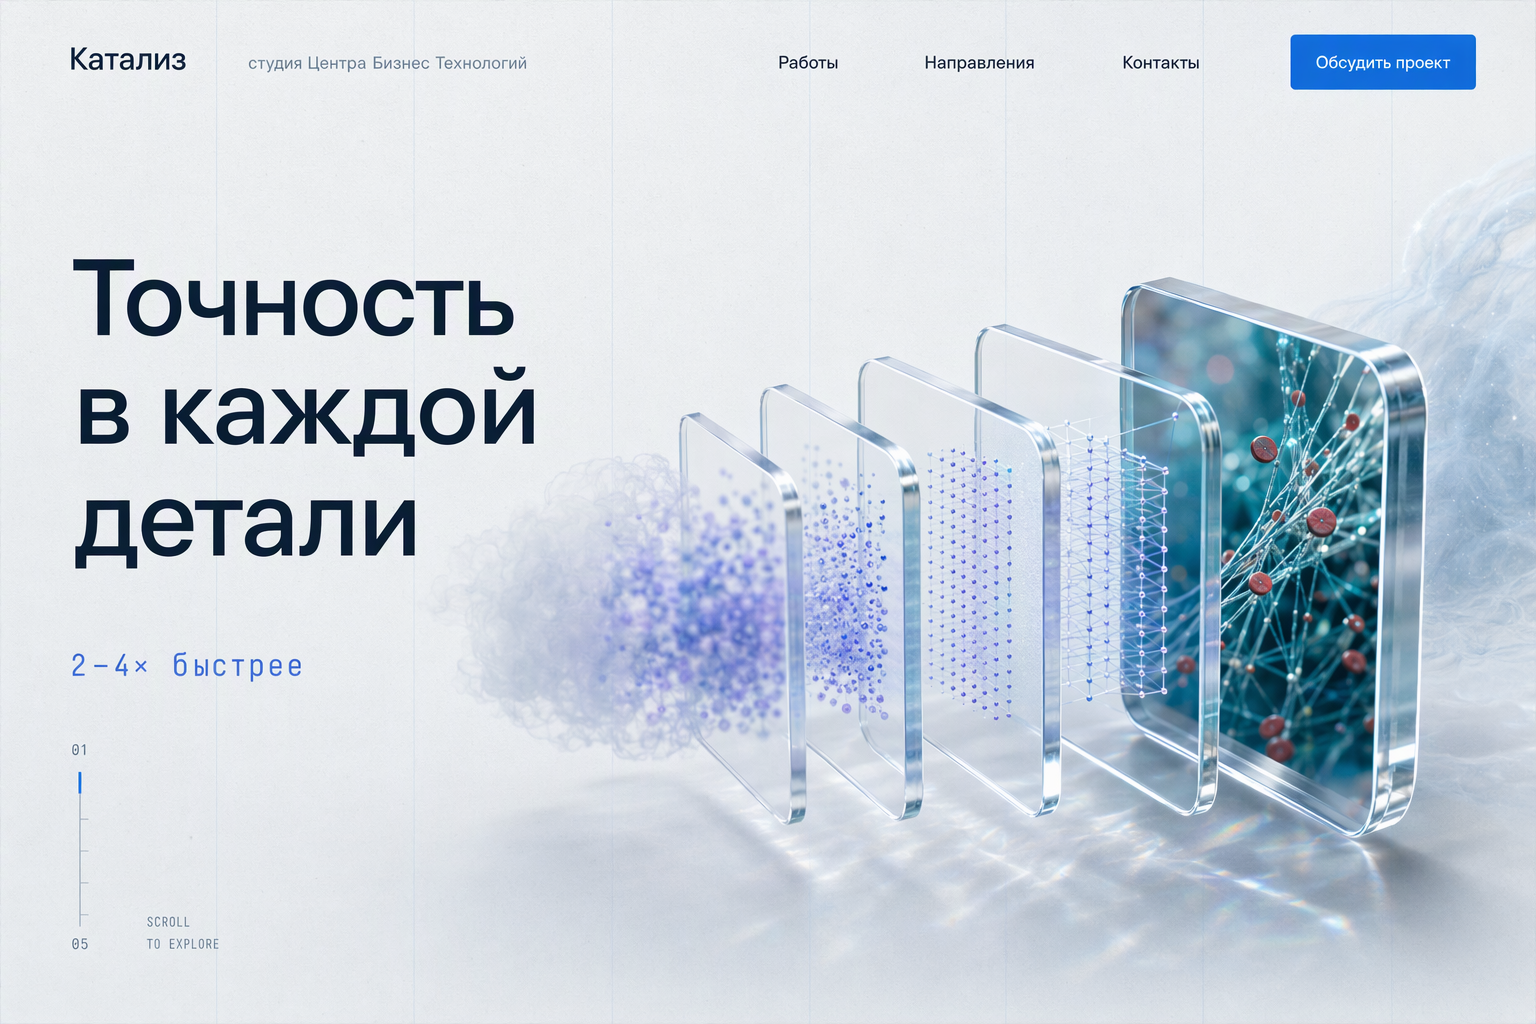 Катализ
студия Центра Бизнес Технологий
Работы
Направления
Контакты
Обсудить проект
Точность
в каждой
детали
2–4× быстрее
01
05
SCROLL
TO EXPLORE